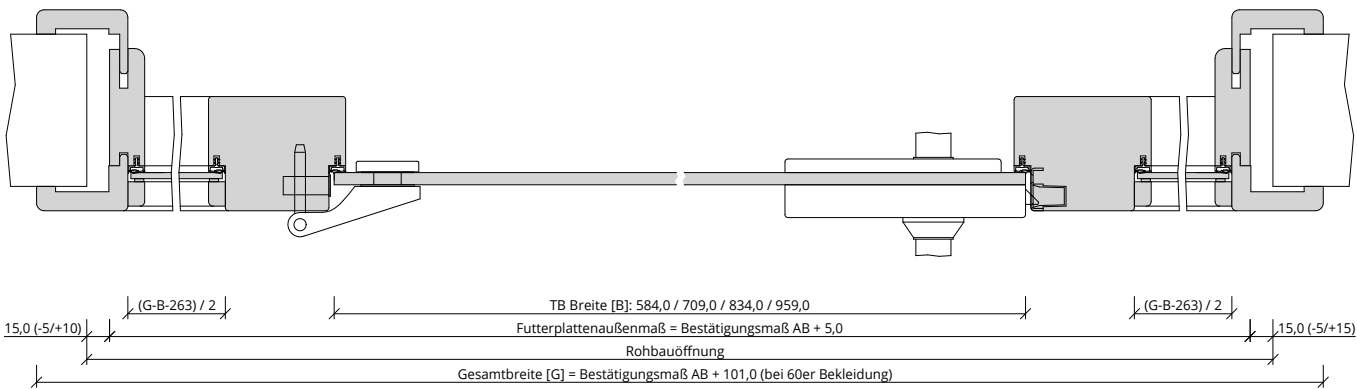 (G-B-263) / 2 TB Breite [B]: 584,0 / 709,0 / 834,0 / 959,0 (G-B-263) / 2
15,0 (-5/+10) Futterplattenaußenmaß = Bestätigungsmaß AB + 5,0 15,0 (-5/+15)
Rohbauöffnung
Gesamtbreite [G] = Bestätigungsmaß AB + 101,0 (bei 60er Bekleidung)